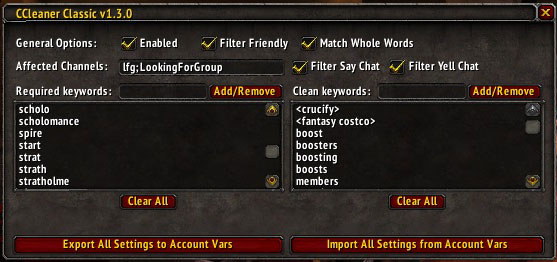 CCleaner Classic v1.3.0
General Options: Enabled Filter Friendly Match Whole Words
Affected Channels: lfg;LookingForGroup Filter Say Chat Filter Yell Chat
Required keywords: Add/Remove Clean keywords: Add/Remove
scholo
scholomance
spire
start
strat
strath
stratholme
<crucify>
<fantasy costco>
boost
boosters
boosting
boosts
members
Clear All Clear All
Export All Settings to Account Vars Import All Settings from Account Vars